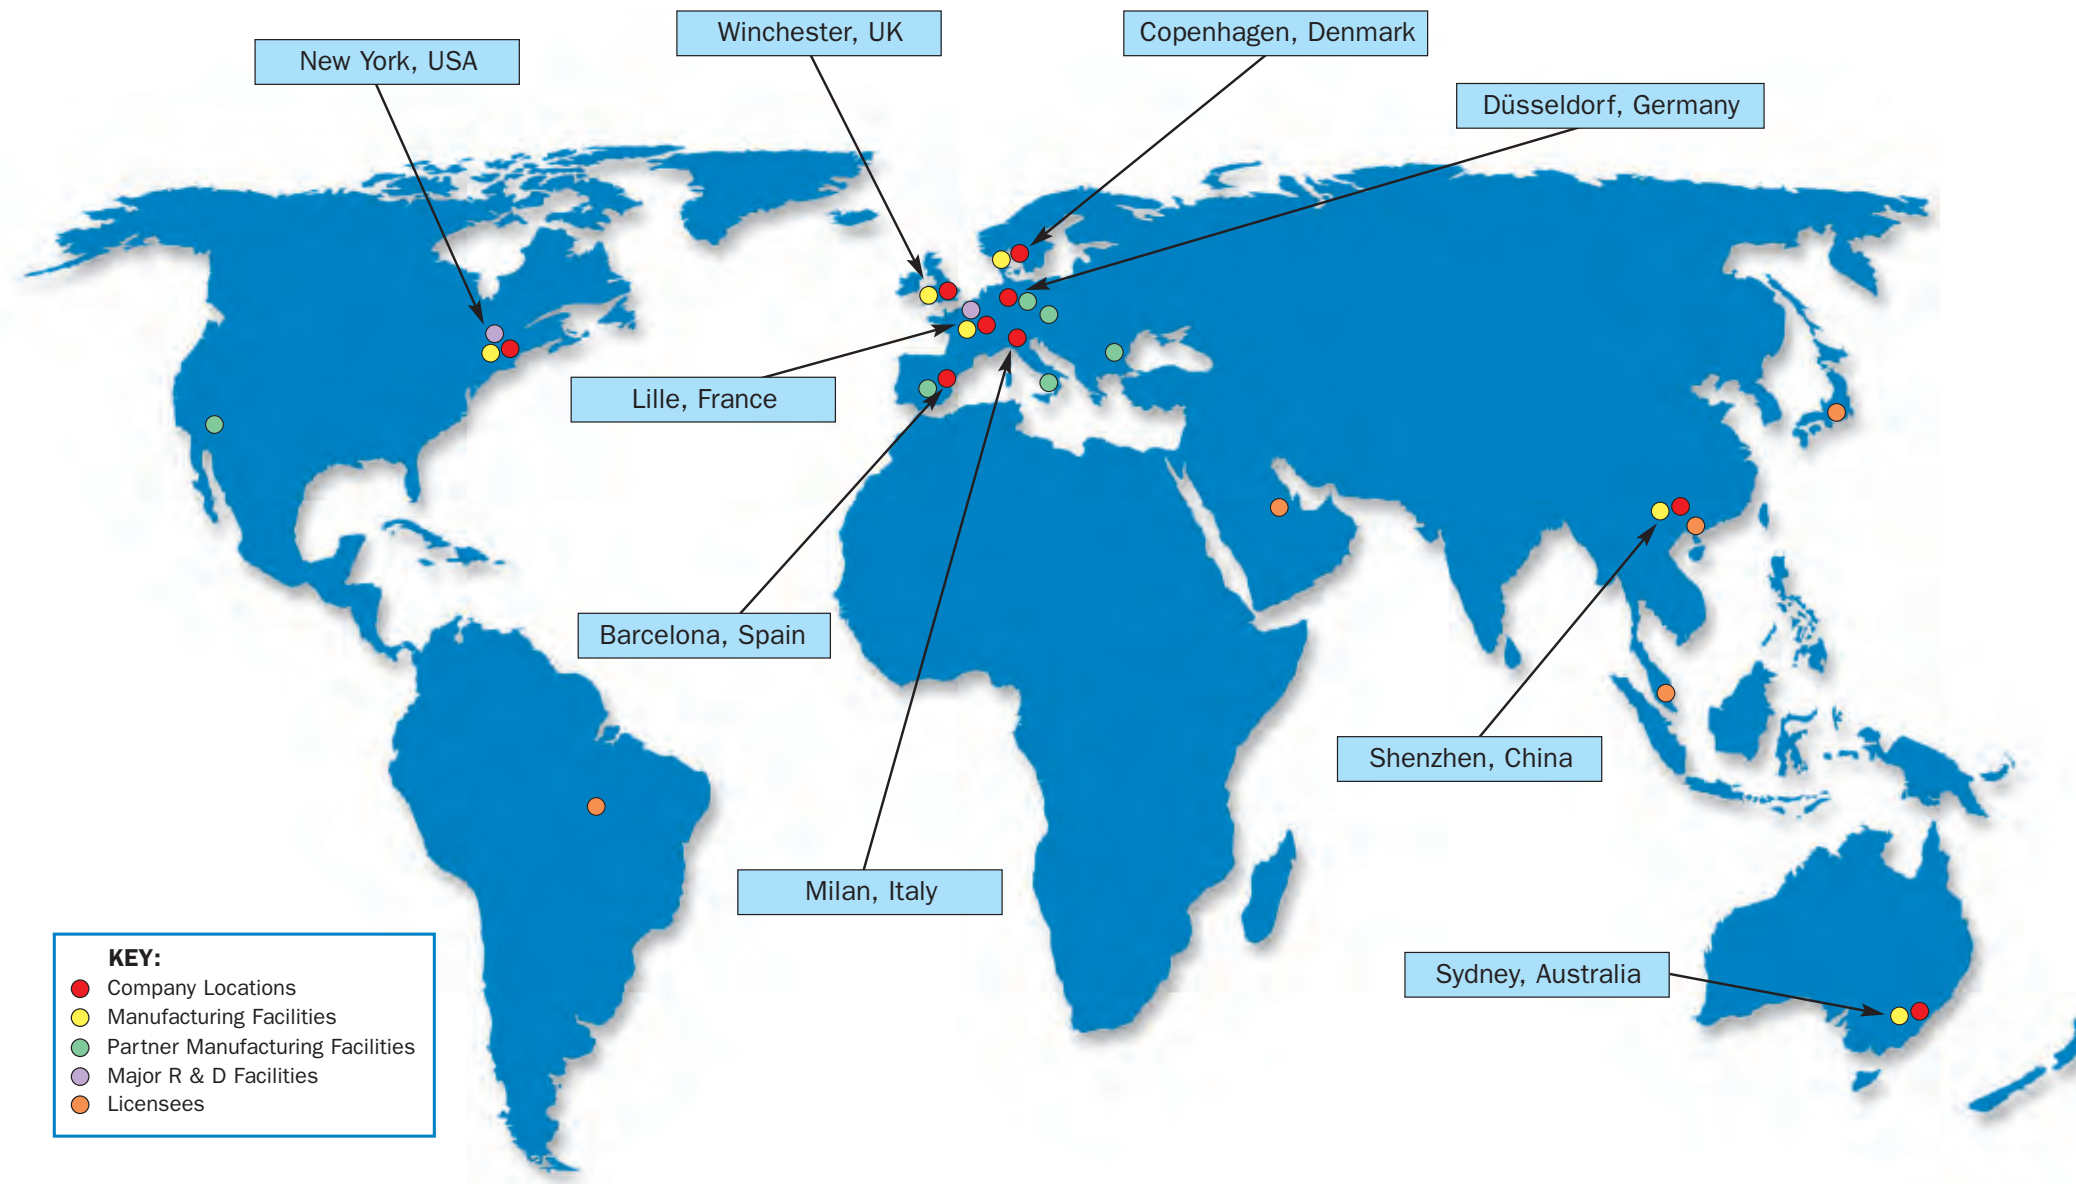 Winchester, UK
Copenhagen, Denmark
New York, USA
Düsseldorf, Germany
Lille, France
Barcelona, Spain
Shenzhen, China
Milan, Italy
Sydney, Australia
KEY:
Company Locations
Manufacturing Facilities
Partner Manufacturing Facilities
Major R & D Facilities
Licensees